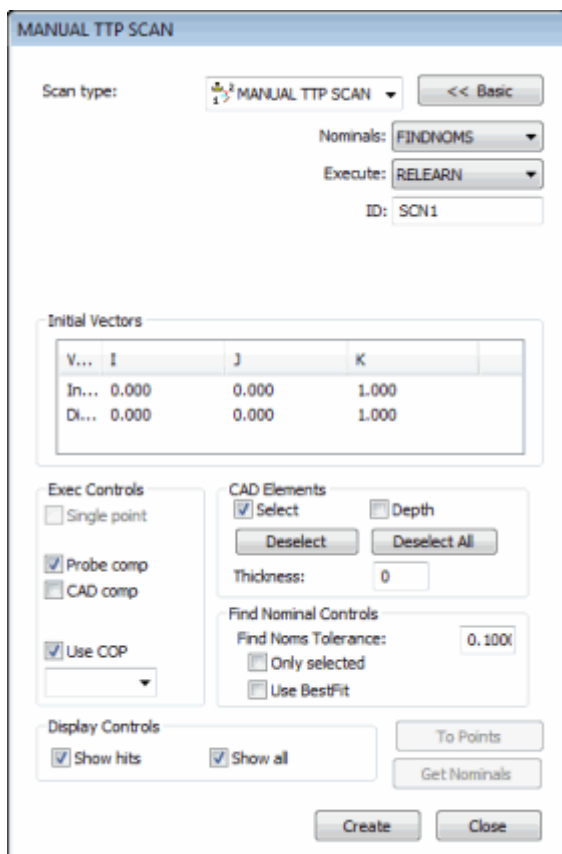 MANUAL TTP SCAN
Scan type: MANUAL TTP SCAN << Basic
Nominals: FINDNOMS
Execute: RELEARN
ID: SCN1
Initial Vectors
V... I J K
In... 0.000 0.000 1.000
Di... 0.000 0.000 1.000
Exec Controls
Single point
Probe comp
CAD comp
Use COP
CAD Elements
Select Depth
Deselect Deselect All
Thickness: 0
Find Nominal Controls
Find Noms Tolerance: 0.100(
Only selected
Use BestFit
Display Controls
Show hits Show all
To Points
Get Nominals
Create Close